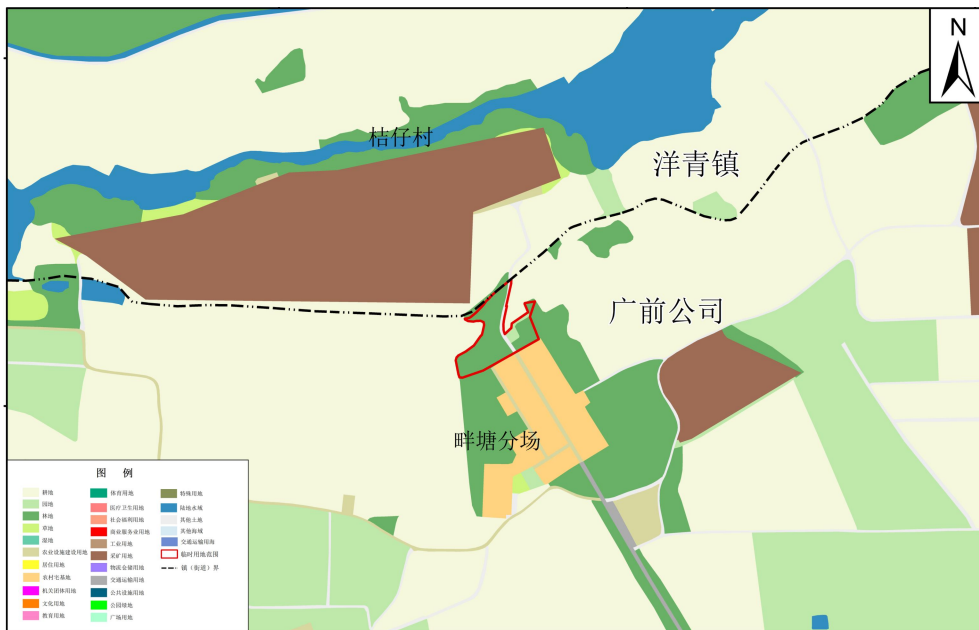 N
桔仔村
洋青镇
广前公司
畔塘分场
图 例
耕地
园地
林地
草地
湿地
农业设施建设用地
居住用地
农村宅基地
机关团体用地
文化用地
教育用地
体育用地
医疗卫生用地
社会福利用地
商业服务业用地
工业用地
采矿用地
物流仓储用地
交通运输用地
公共设施用地
公园绿地
广场用地
特殊用地
陆地水域
其他土地
其他海域
交通运输用海
临时用地范围
镇（街道）界